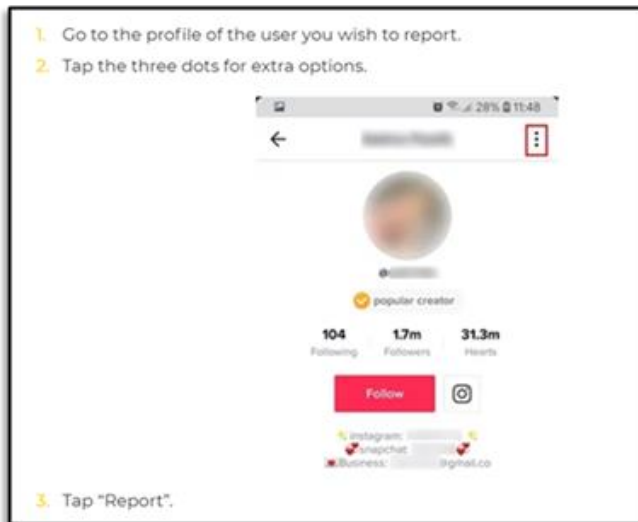 1. Go to the profile of the user you wish to report.
2. Tap the three dots for extra options.
28% 11:48
@
popular creator
104 1.7m 31.3m
Following Followers Hearts
Follow
instagram:
snapchat
Business: @gmail.co
3. Tap “Report”.